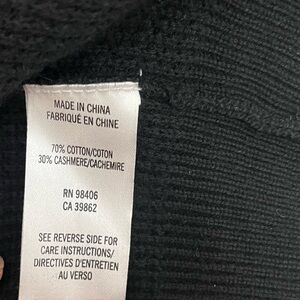 MADE IN CHINA
FABRIQUÉ EN CHINE
70% COTTON/COTON
30% CASHMERE/CACHEMIRE
RN 98406
CA 39862
SEE REVERSE SIDE FOR
CARE INSTRUCTIONS/
DIRECTIVES D'ENTRETIEN
AU VERSO